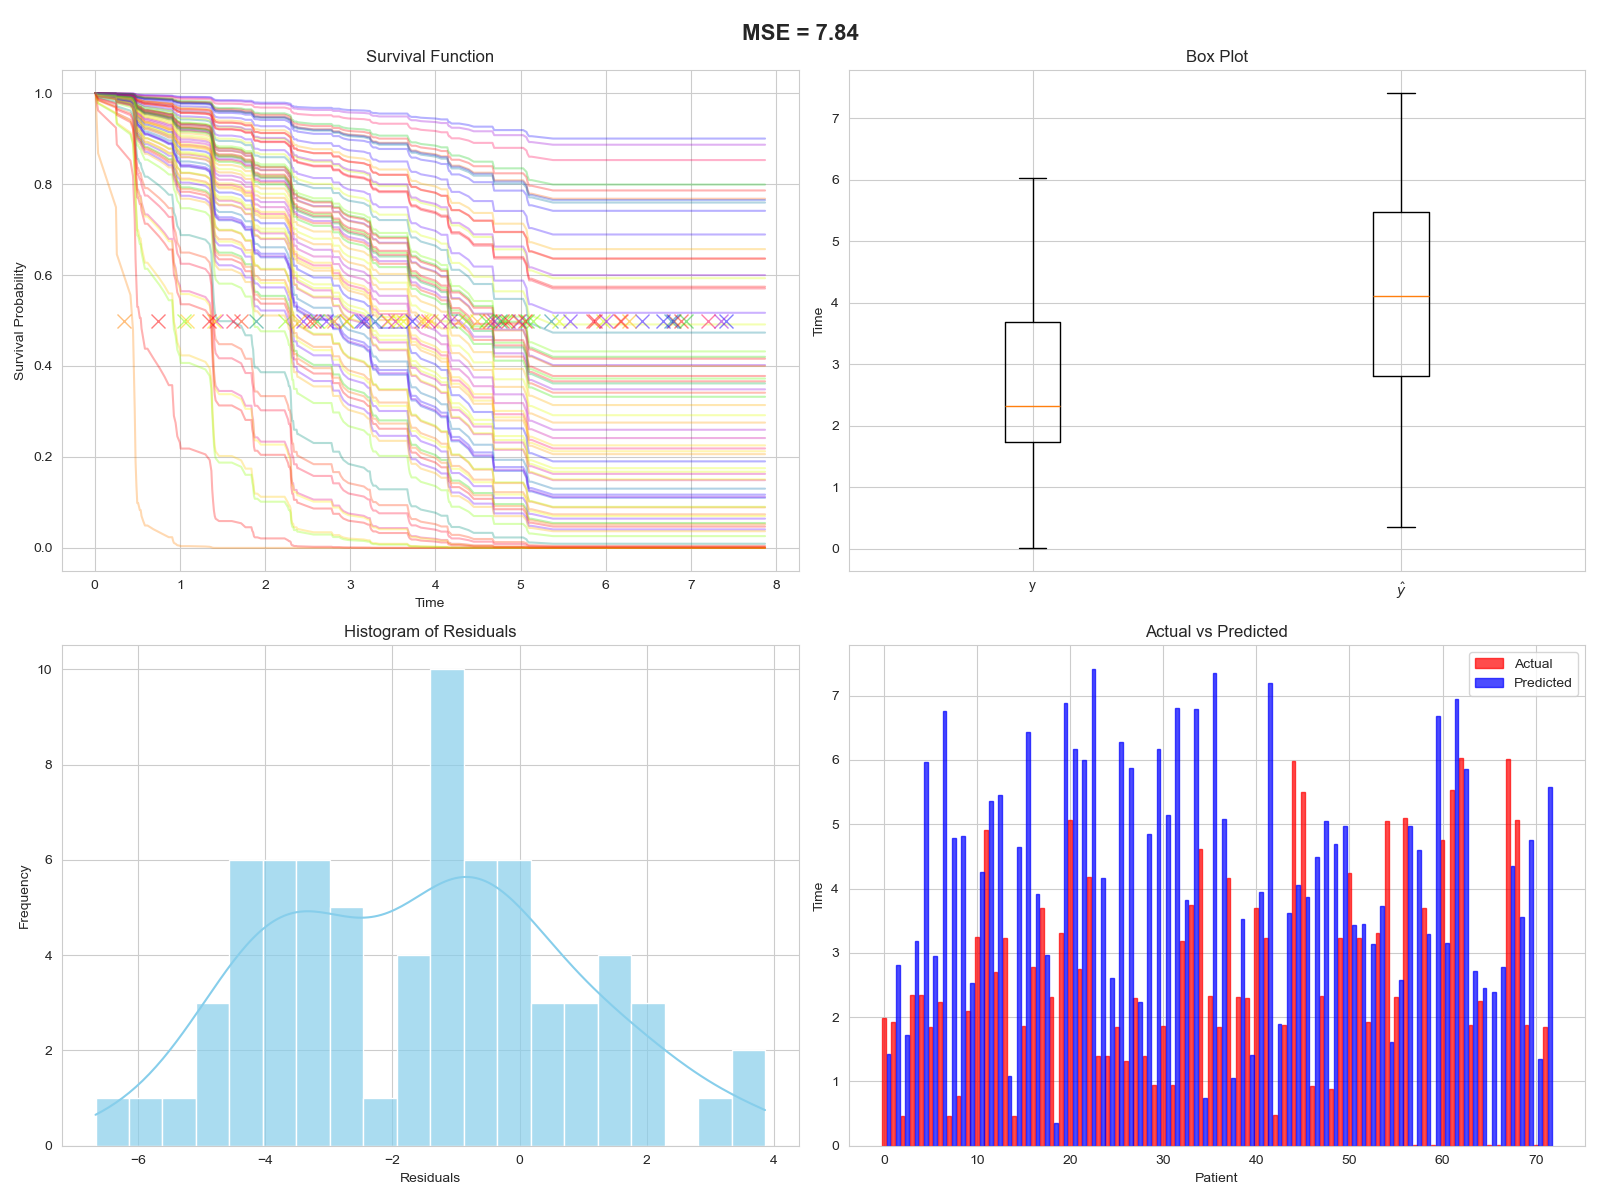 MSE = 7.84
Survival Function
Survival Probability
1.0
0.8
0.6
0.4
0.2
0.0
0 1 2 3 4 5 6 7 8
Time
Box Plot
Time
7
6
5
4
3
2
1
0
y ŷ
Histogram of Residuals
Frequency
10
8
6
4
2
0
−6 −4 −2 0 2 4
Residuals
Actual vs Predicted
Actual
Predicted
Time
7
6
5
4
3
2
1
0
0 10 20 30 40 50 60 70
Patient